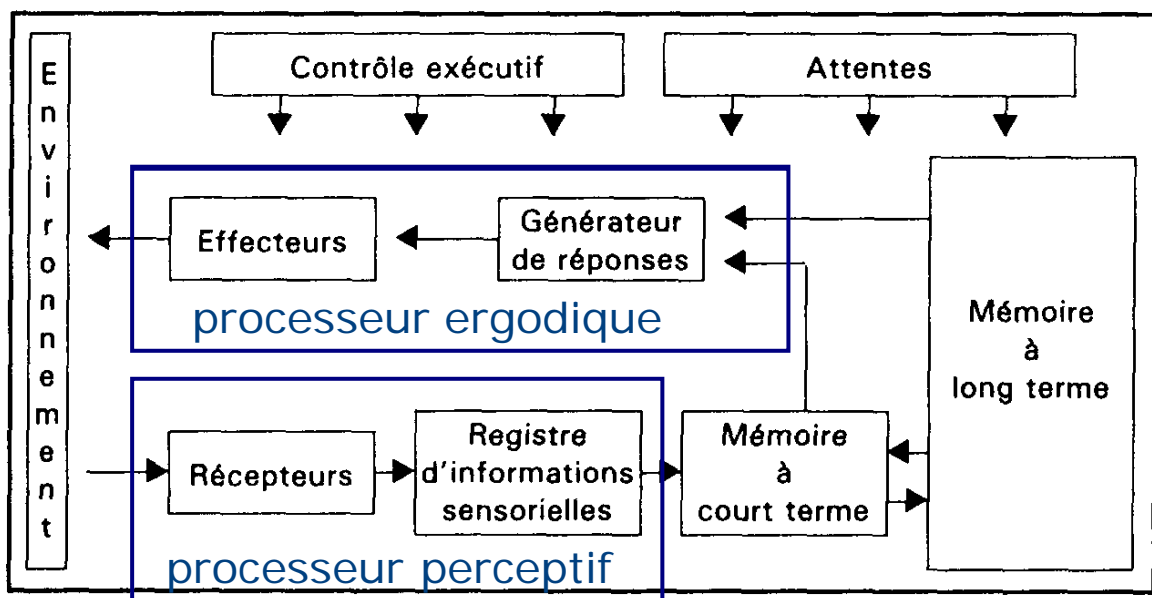 Environnement
Contrôle exécutif
Attentes
Effecteurs
Générateur
de réponses
processeur ergodique
Mémoire
à
long terme
Récepteurs
Registre
d'informations
sensorielles
Mémoire
à
court terme
processeur perceptif